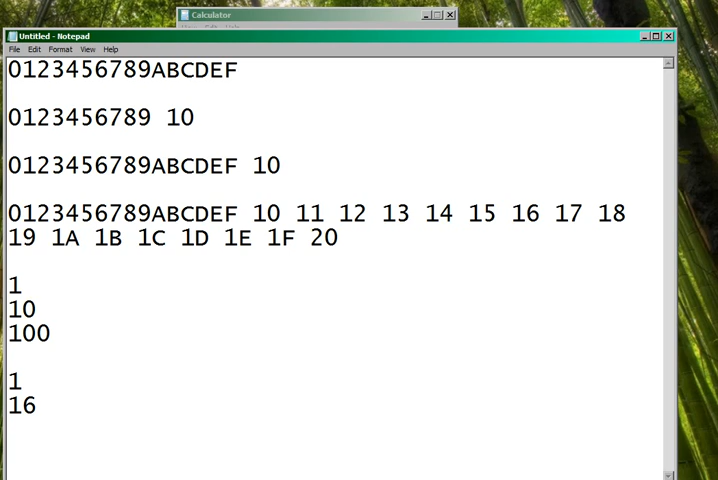 Calculator
Untitled - Notepad
File Edit Format View Help
0123456789ABCDEF
0123456789 10
0123456789ABCDEF 10
0123456789ABCDEF 10 11 12 13 14 15 16 17 18
19 1A 1B 1C 1D 1E 1F 20
1
10
100
1
16